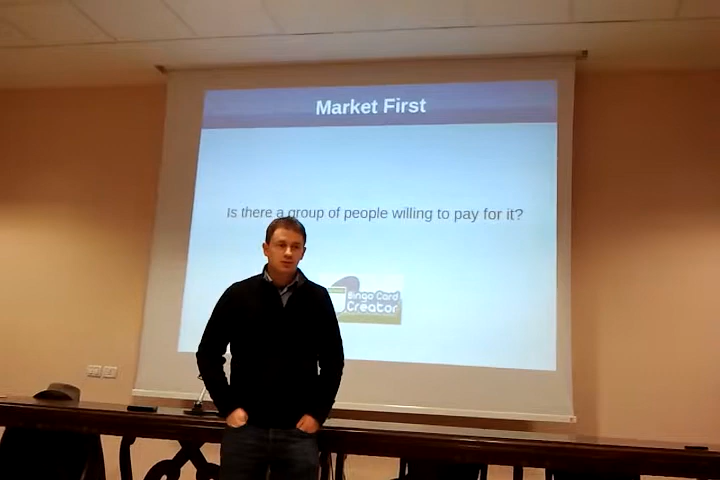 Market First
Is there a group of people willing to pay for it?
Bingo Card
Creator